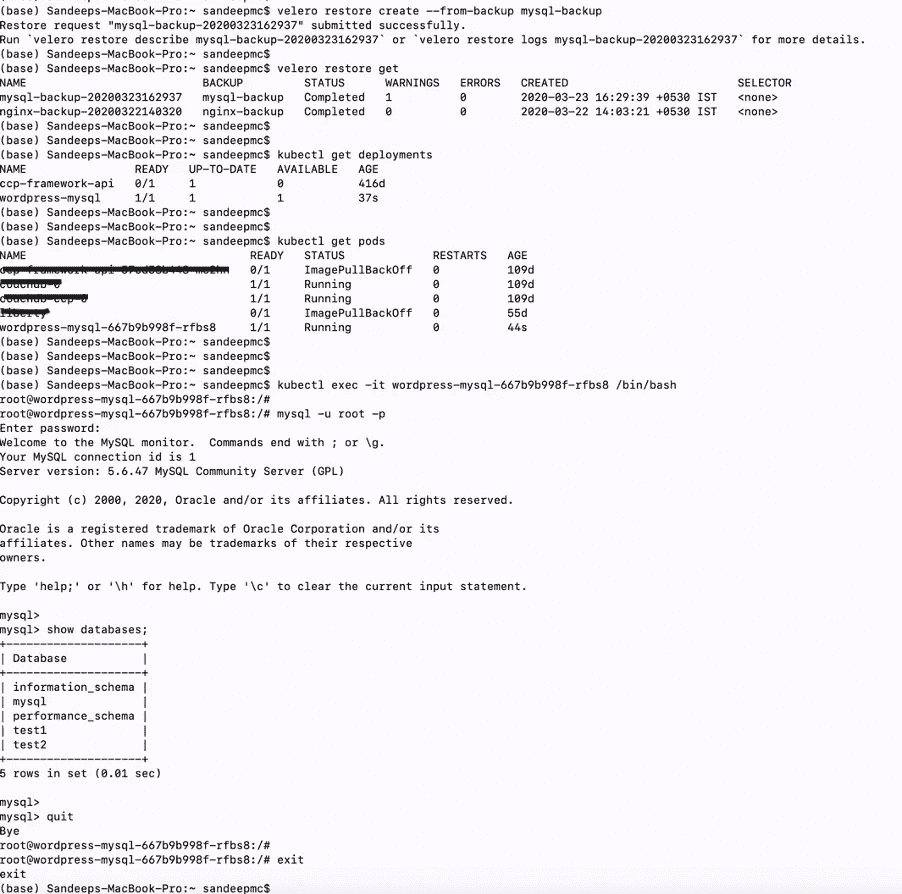 (base) Sandeeps-MacBook-Pro:~ sandeepmc$ velero restore create --from-backup mysql-backup
Restore request "mysql-backup-20200323162937" submitted successfully.
Run `velero restore describe mysql-backup-20200323162937` or `velero restore logs mysql-backup-20200323162937` for more details.
(base) Sandeeps-MacBook-Pro:~ sandeepmc$
(base) Sandeeps-MacBook-Pro:~ sandeepmc$ velero restore get
NAME BACKUP STATUS WARNINGS ERRORS CREATED SELECTOR
mysql-backup-20200323162937 mysql-backup Completed 1 0 2020-03-23 16:29:39 +0530 IST <none>
nginx-backup-20200322140320 nginx-backup Completed 0 0 2020-03-22 14:03:21 +0530 IST <none>
(base) Sandeeps-MacBook-Pro:~ sandeepmc$
(base) Sandeeps-MacBook-Pro:~ sandeepmc$
(base) Sandeeps-MacBook-Pro:~ sandeepmc$ kubectl get deployments
NAME READY UP-TO-DATE AVAILABLE AGE
ccp-framework-api 0/1 1 0 416d
wordpress-mysql 1/1 1 1 37s
(base) Sandeeps-MacBook-Pro:~ sandeepmc$
(base) Sandeeps-MacBook-Pro:~ sandeepmc$
(base) Sandeeps-MacBook-Pro:~ sandeepmc$ kubectl get pods
NAME READY STATUS RESTARTS AGE
0/1 ImagePullBackOff 0 109d
1/1 Running 0 109d
1/1 Running 0 109d
0/1 ImagePullBackOff 0 55d
wordpress-mysql-667b9b998f-rfbs8 1/1 Running 0 44s
(base) Sandeeps-MacBook-Pro:~ sandeepmc$
(base) Sandeeps-MacBook-Pro:~ sandeepmc$
(base) Sandeeps-MacBook-Pro:~ sandeepmc$
(base) Sandeeps-MacBook-Pro:~ sandeepmc$ kubectl exec -it wordpress-mysql-667b9b998f-rfbs8 /bin/bash
root@wordpress-mysql-667b9b998f-rfbs8:/#
root@wordpress-mysql-667b9b998f-rfbs8:/# mysql -u root -p
Enter password:
Welcome to the MySQL monitor.  Commands end with ; or \g.
Your MySQL connection id is 1
Server version: 5.6.47 MySQL Community Server (GPL)
Copyright (c) 2000, 2020, Oracle and/or its affiliates. All rights reserved.
Oracle is a registered trademark of Oracle Corporation and/or its
affiliates. Other names may be trademarks of their respective
owners.
Type 'help;' or '\h' for help. Type '\c' to clear the current input statement.
mysql>
mysql> show databases;
+--------------------+
| Database           |
+--------------------+
| information_schema |
| mysql              |
| performance_schema |
| test1              |
| test2              |
+--------------------+
5 rows in set (0.01 sec)
mysql>
mysql> quit
Bye
root@wordpress-mysql-667b9b998f-rfbs8:/#
root@wordpress-mysql-667b9b998f-rfbs8:/# exit
exit
(base) Sandeeps-MacBook-Pro:~ sandeepmc$